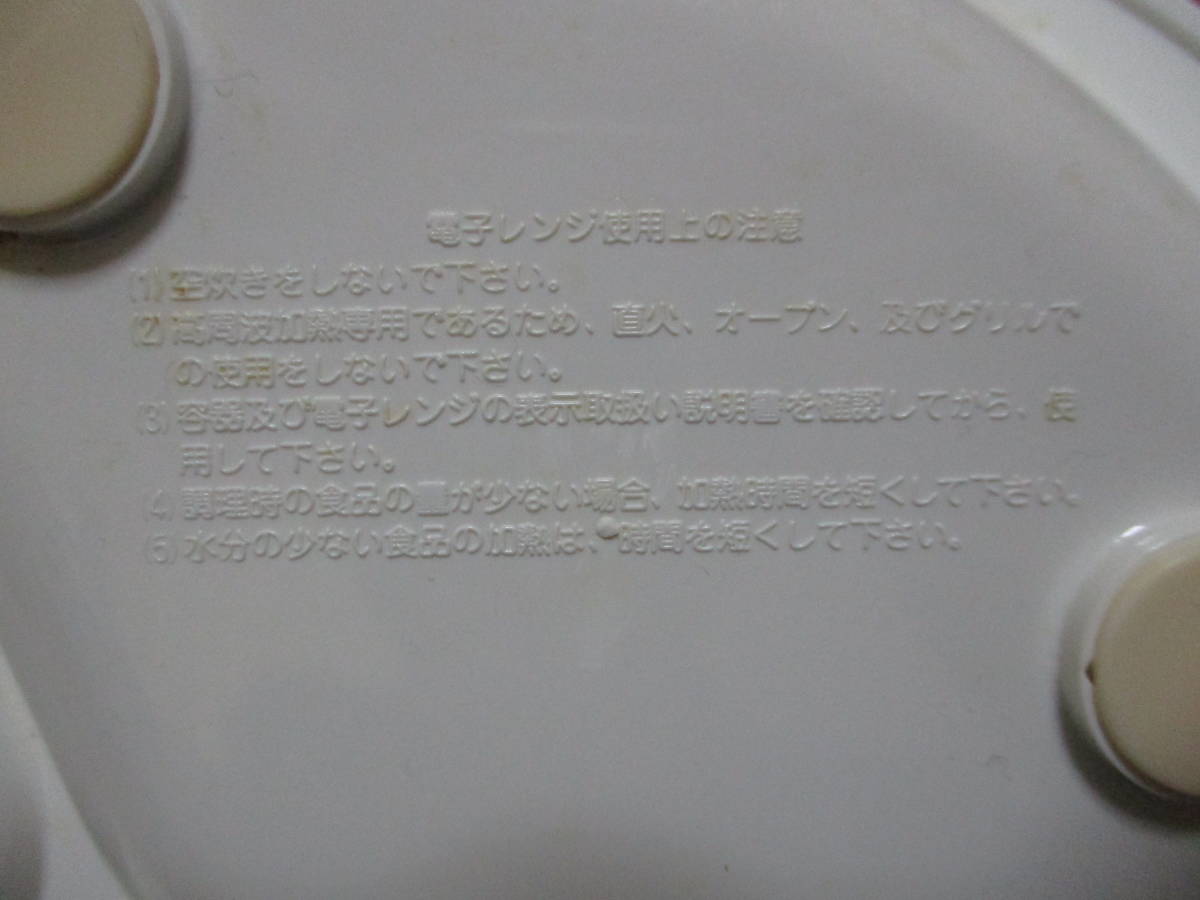 電子レンジ使用上の注意
(1) 空炊きをしないで下さい。
(2) 高周波加熱専用であるため、直火、オーブン、及びグリルで
の使用をしないで下さい。
(3) 容器及び電子レンジの表示取扱い説明書を確認してから、使
用して下さい。
(4) 調理時の食品の量が少ない場合、加熱時間を短くして下さい。
(5) 水分の少ない食品の加熱は、時間を短くして下さい。